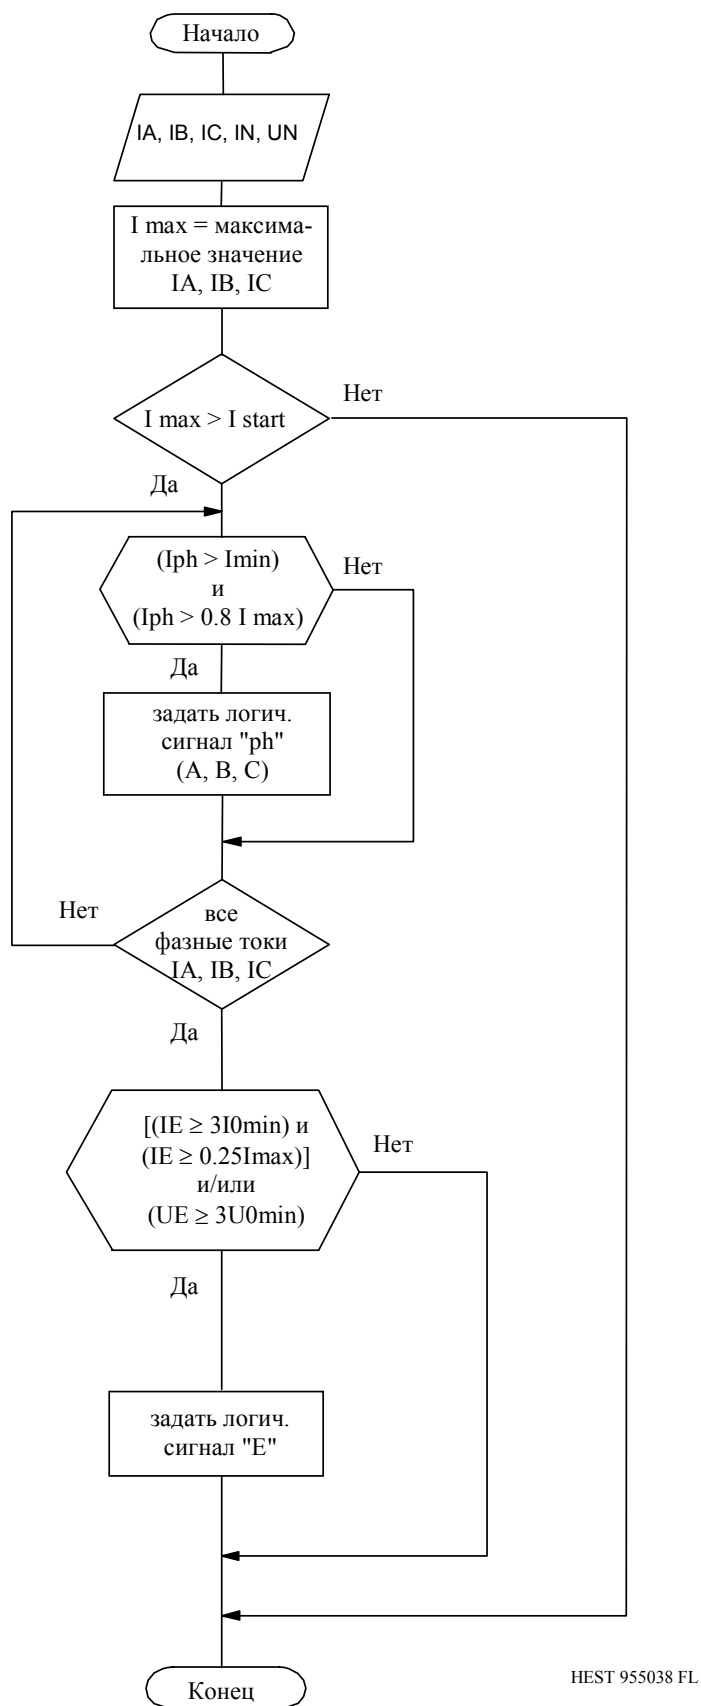 Начало
IA, IB, IC, IN, UN
I max = максима-
льное значение
IA, IB, IC
Нет
I max > I start
Да
(Iph > Imin)
и
(Iph > 0.8 I max)
Нет
Да
задать логич.
сигнал "ph"
(A, B, C)
Нет
все
фазные токи
IA, IB, IC
Да
[(IE ≥ 3I0min) и
(IE ≥ 0.25Imax)]
и/или
(UE ≥ 3U0min)
Нет
Да
задать логич.
сигнал "E"
Конец
HEST 955038 FL